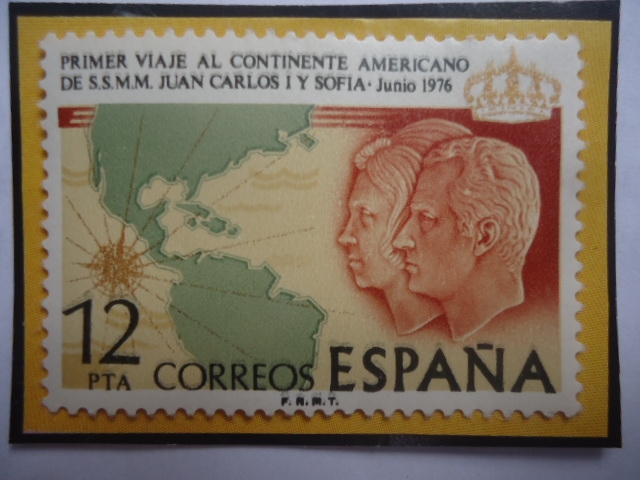 PRIMER VIAJE AL CONTINENTE AMERICANO
DE S.S.M.M. JUAN CARLOS I Y SOFIA · Junio 1976
12
PTA CORREOS ESPAÑA
F.N.M.T.